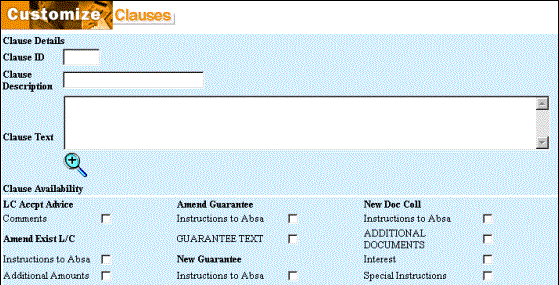 Customize Clauses
Clause Details
Clause ID
Clause
Description
Clause Text
Clause Availability
LC Accpt Advice Amend Guarantee New Doc Coll
Comments Instructions to Absa Instructions to Absa
Amend Exist L/C GUARANTEE TEXT ADDITIONAL
DOCUMENTS
Instructions to Absa New Guarantee Interest
Additional Amounts Instructions to Absa Special Instructions